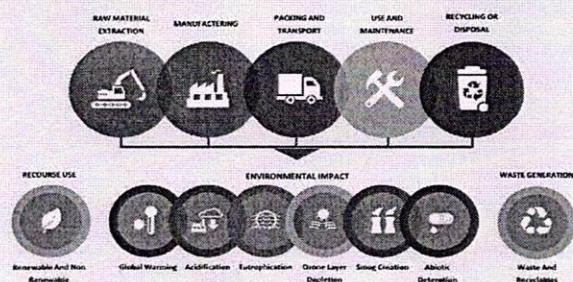 RAW MATERIAL
EXTRACTION
MANUFACTERING
PACKING AND
TRANSPORT
USE AND
MAINTENANCE
RECYCLING OR
DISPOSAL
RECOURSE USE
ENVIRONMENTAL IMPACT
WASTE GENERATION
Renewable And Non
Renewable
Global Warming
Acidification
Eutrophication
Ozone Layer
Depletion
Smog Creation
Abiotic
Deteration
Waste And
Recyclables